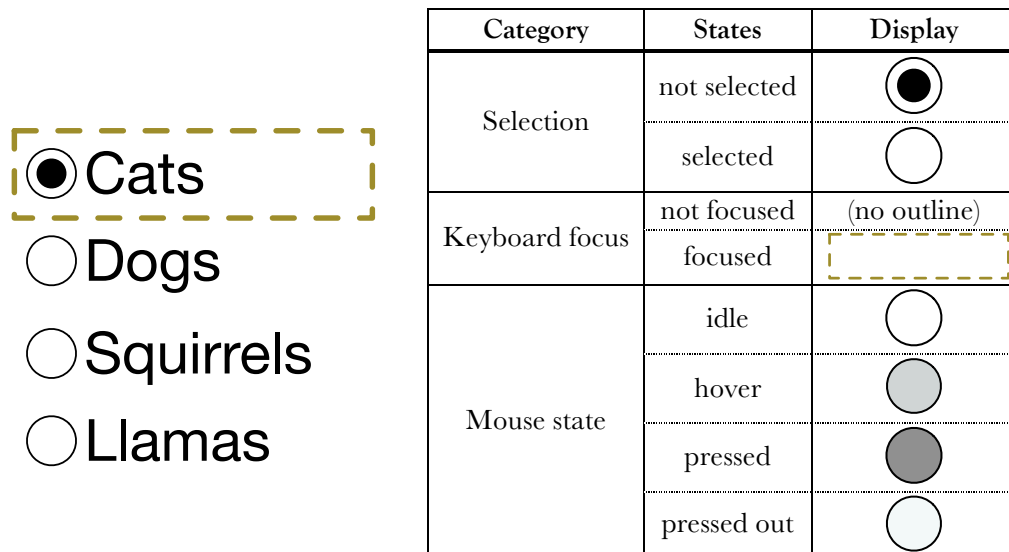 Cats
Dogs
Squirrels
Llamas
Category States Display
Selection
not selected
selected
Keyboard focus
not focused (no outline)
focused
Mouse state
idle
hover
pressed
pressed out